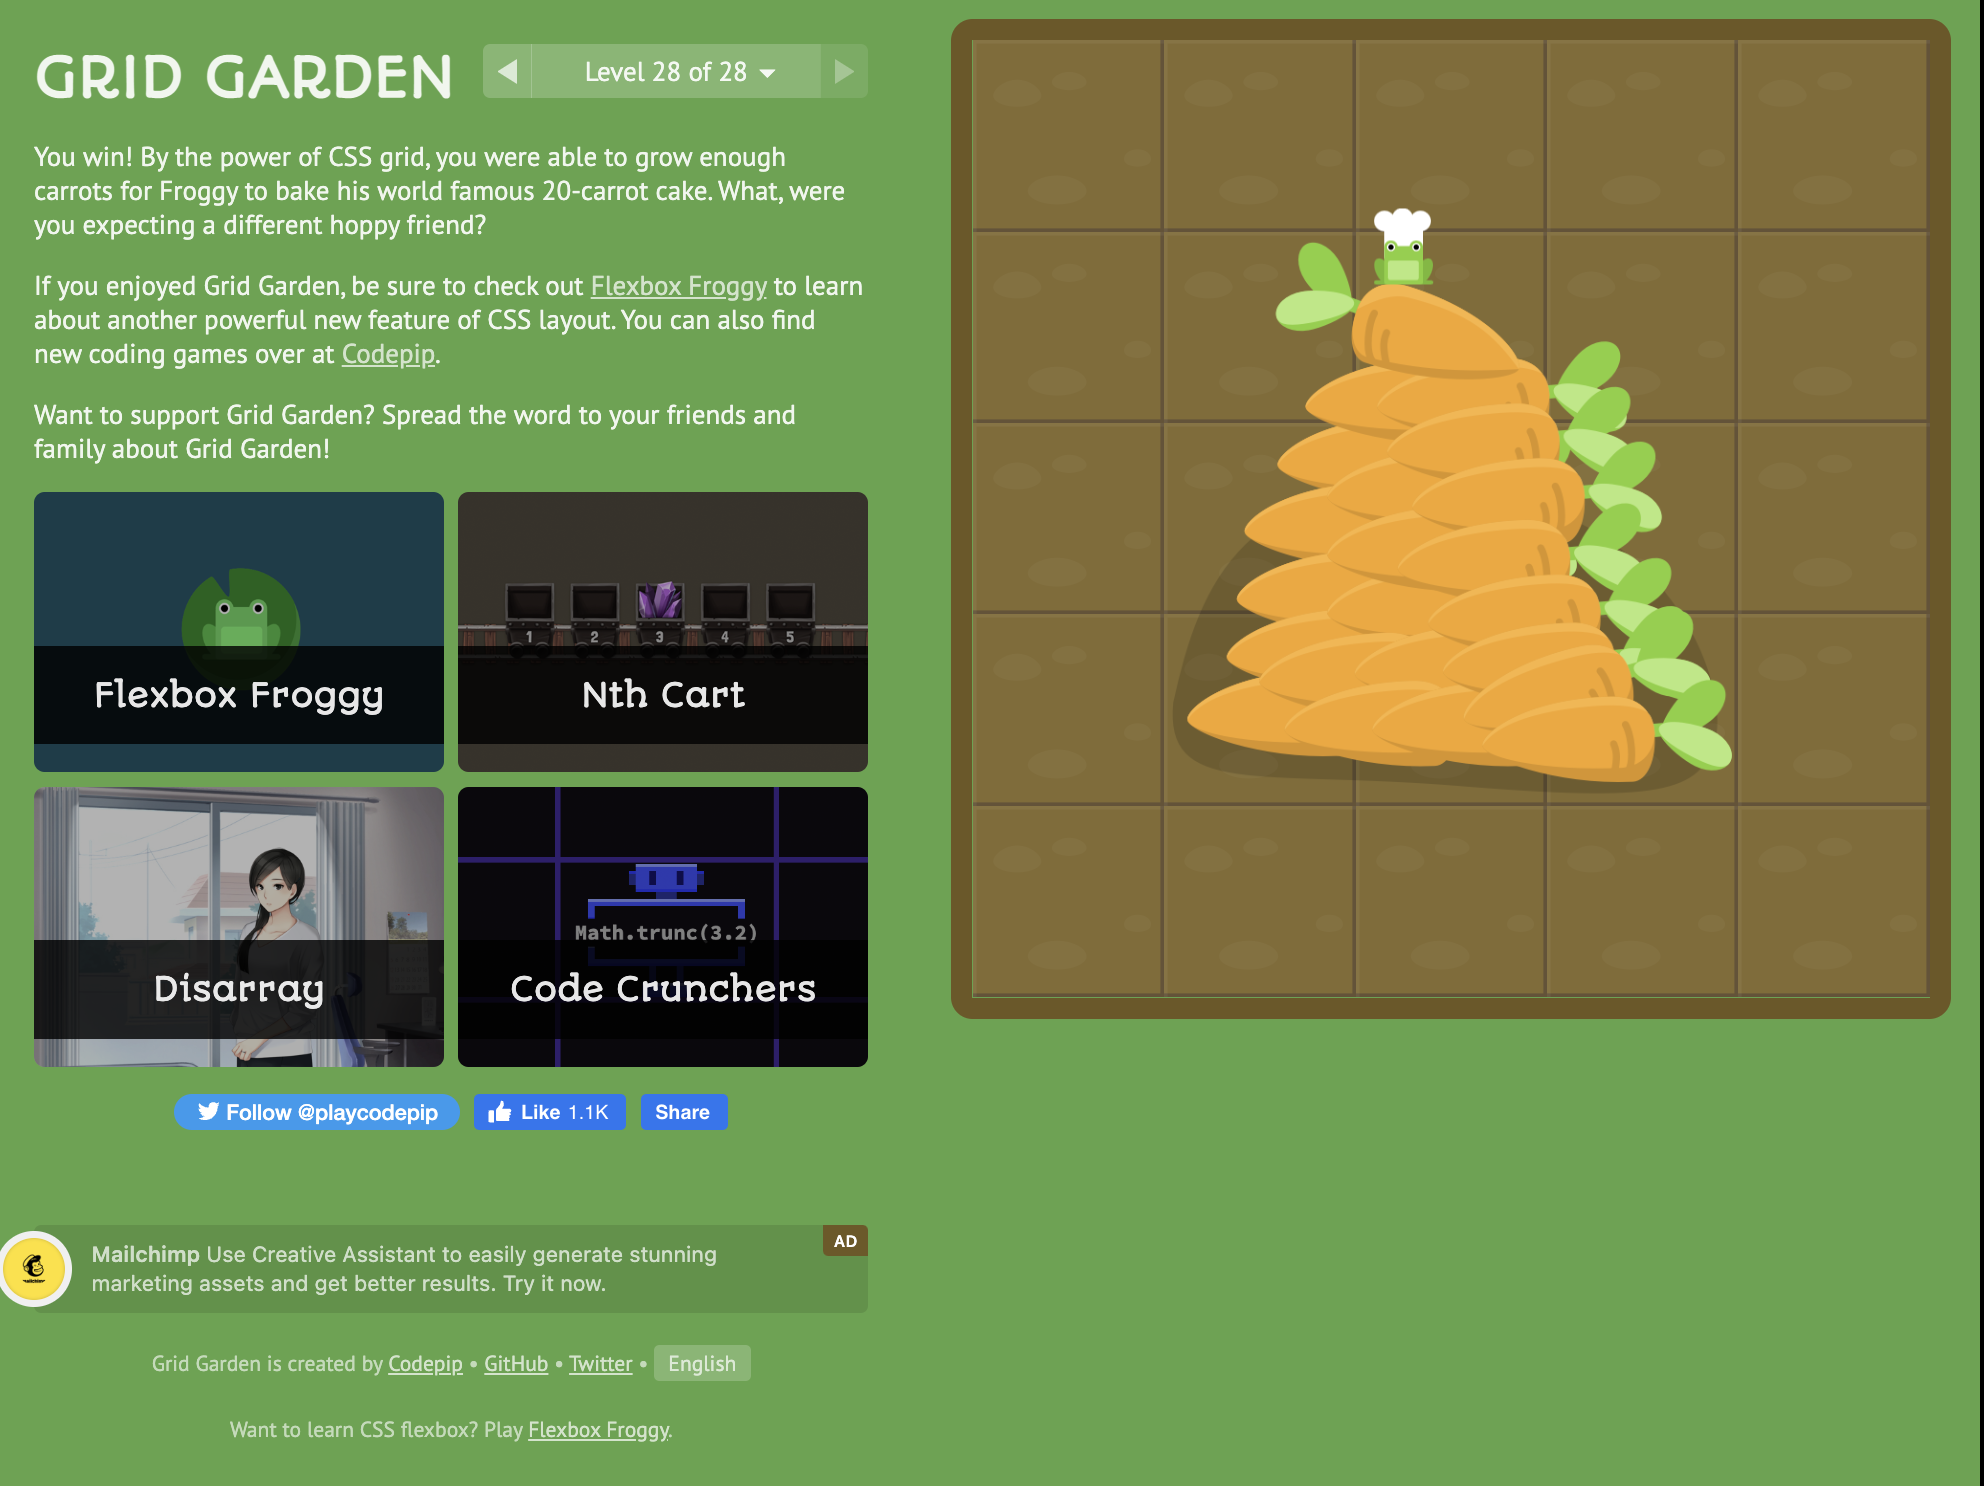 GRID GARDEN
Level 28 of 28
You win! By the power of CSS grid, you were able to grow enough
carrots for Froggy to bake his world famous 20-carrot cake. What, were
you expecting a different hoppy friend?
If you enjoyed Grid Garden, be sure to check out Flexbox Froggy to learn
about another powerful new feature of CSS layout. You can also find
new coding games over at Codepip.
Want to support Grid Garden? Spread the word to your friends and
family about Grid Garden!
Flexbox Froggy
1 2 3 4 5
Nth Cart
Disarray
Math.trunc(3.2)
Code Crunchers
Follow @playcodepip
Like 1.1K
Share
AD
Mailchimp Use Creative Assistant to easily generate stunning
marketing assets and get better results. Try it now.
Grid Garden is created by Codepip • GitHub • Twitter • English
Want to learn CSS flexbox? Play Flexbox Froggy.